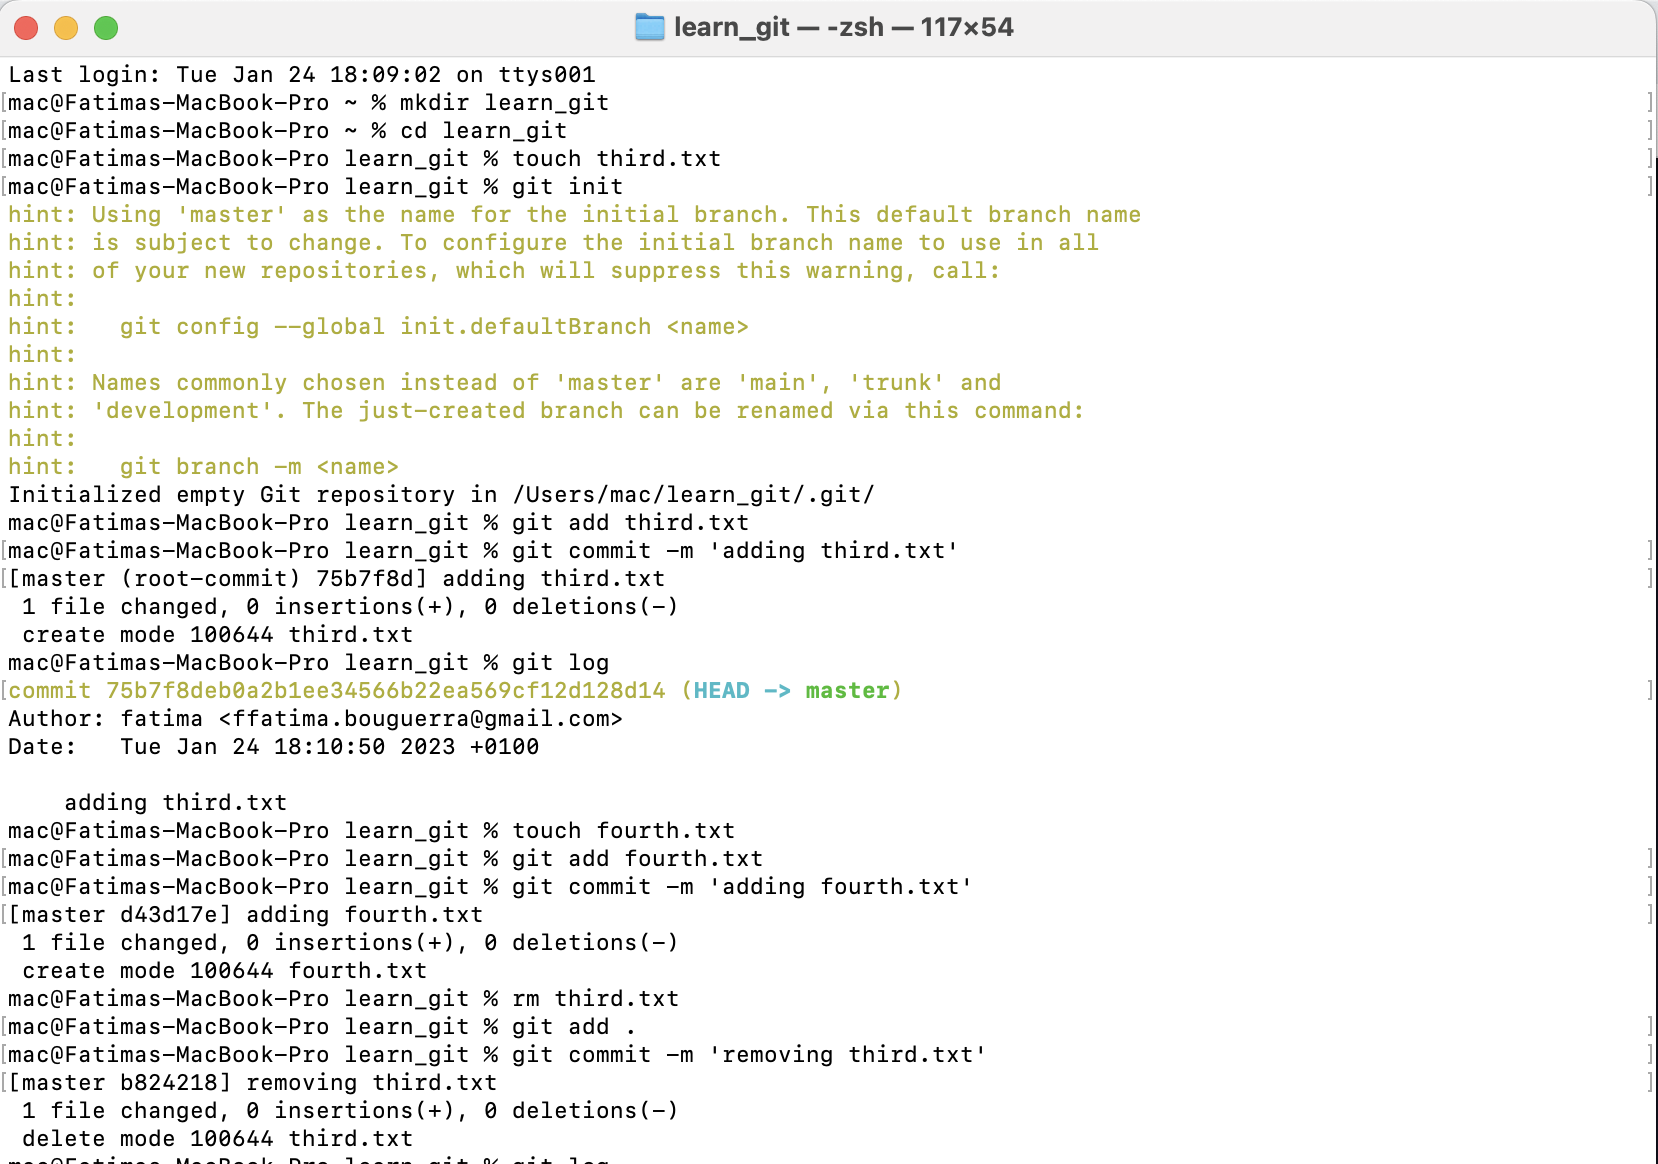 learn_git — -zsh — 117×54
Last login: Tue Jan 24 18:09:02 on ttys001
[mac@Fatimas-MacBook-Pro ~ % mkdir learn_git ]
[mac@Fatimas-MacBook-Pro ~ % cd learn_git ]
[mac@Fatimas-MacBook-Pro learn_git % touch third.txt ]
[mac@Fatimas-MacBook-Pro learn_git % git init ]
hint: Using 'master' as the name for the initial branch. This default branch name
hint: is subject to change. To configure the initial branch name to use in all
hint: of your new repositories, which will suppress this warning, call:
hint:
hint:   git config --global init.defaultBranch <name>
hint:
hint: Names commonly chosen instead of 'master' are 'main', 'trunk' and
hint: 'development'. The just-created branch can be renamed via this command:
hint:
hint:   git branch -m <name>
Initialized empty Git repository in /Users/mac/learn_git/.git/
mac@Fatimas-MacBook-Pro learn_git % git add third.txt
[mac@Fatimas-MacBook-Pro learn_git % git commit -m 'adding third.txt' ]
[[master (root-commit) 75b7f8d] adding third.txt ]
 1 file changed, 0 insertions(+), 0 deletions(-)
 create mode 100644 third.txt
mac@Fatimas-MacBook-Pro learn_git % git log
[commit 75b7f8deb0a2b1ee34566b22ea569cf12d128d14 (HEAD -> master) ]
Author: fatima <ffatima.bouguerra@gmail.com>
Date:   Tue Jan 24 18:10:50 2023 +0100
    adding third.txt
mac@Fatimas-MacBook-Pro learn_git % touch fourth.txt
[mac@Fatimas-MacBook-Pro learn_git % git add fourth.txt ]
[mac@Fatimas-MacBook-Pro learn_git % git commit -m 'adding fourth.txt' ]
[[master d43d17e] adding fourth.txt ]
 1 file changed, 0 insertions(+), 0 deletions(-)
 create mode 100644 fourth.txt
mac@Fatimas-MacBook-Pro learn_git % rm third.txt
[mac@Fatimas-MacBook-Pro learn_git % git add . ]
[mac@Fatimas-MacBook-Pro learn_git % git commit -m 'removing third.txt' ]
[[master b824218] removing third.txt ]
 1 file changed, 0 insertions(+), 0 deletions(-)
 delete mode 100644 third.txt
mac@Fatimas-MacBook-Pro learn_git % git log